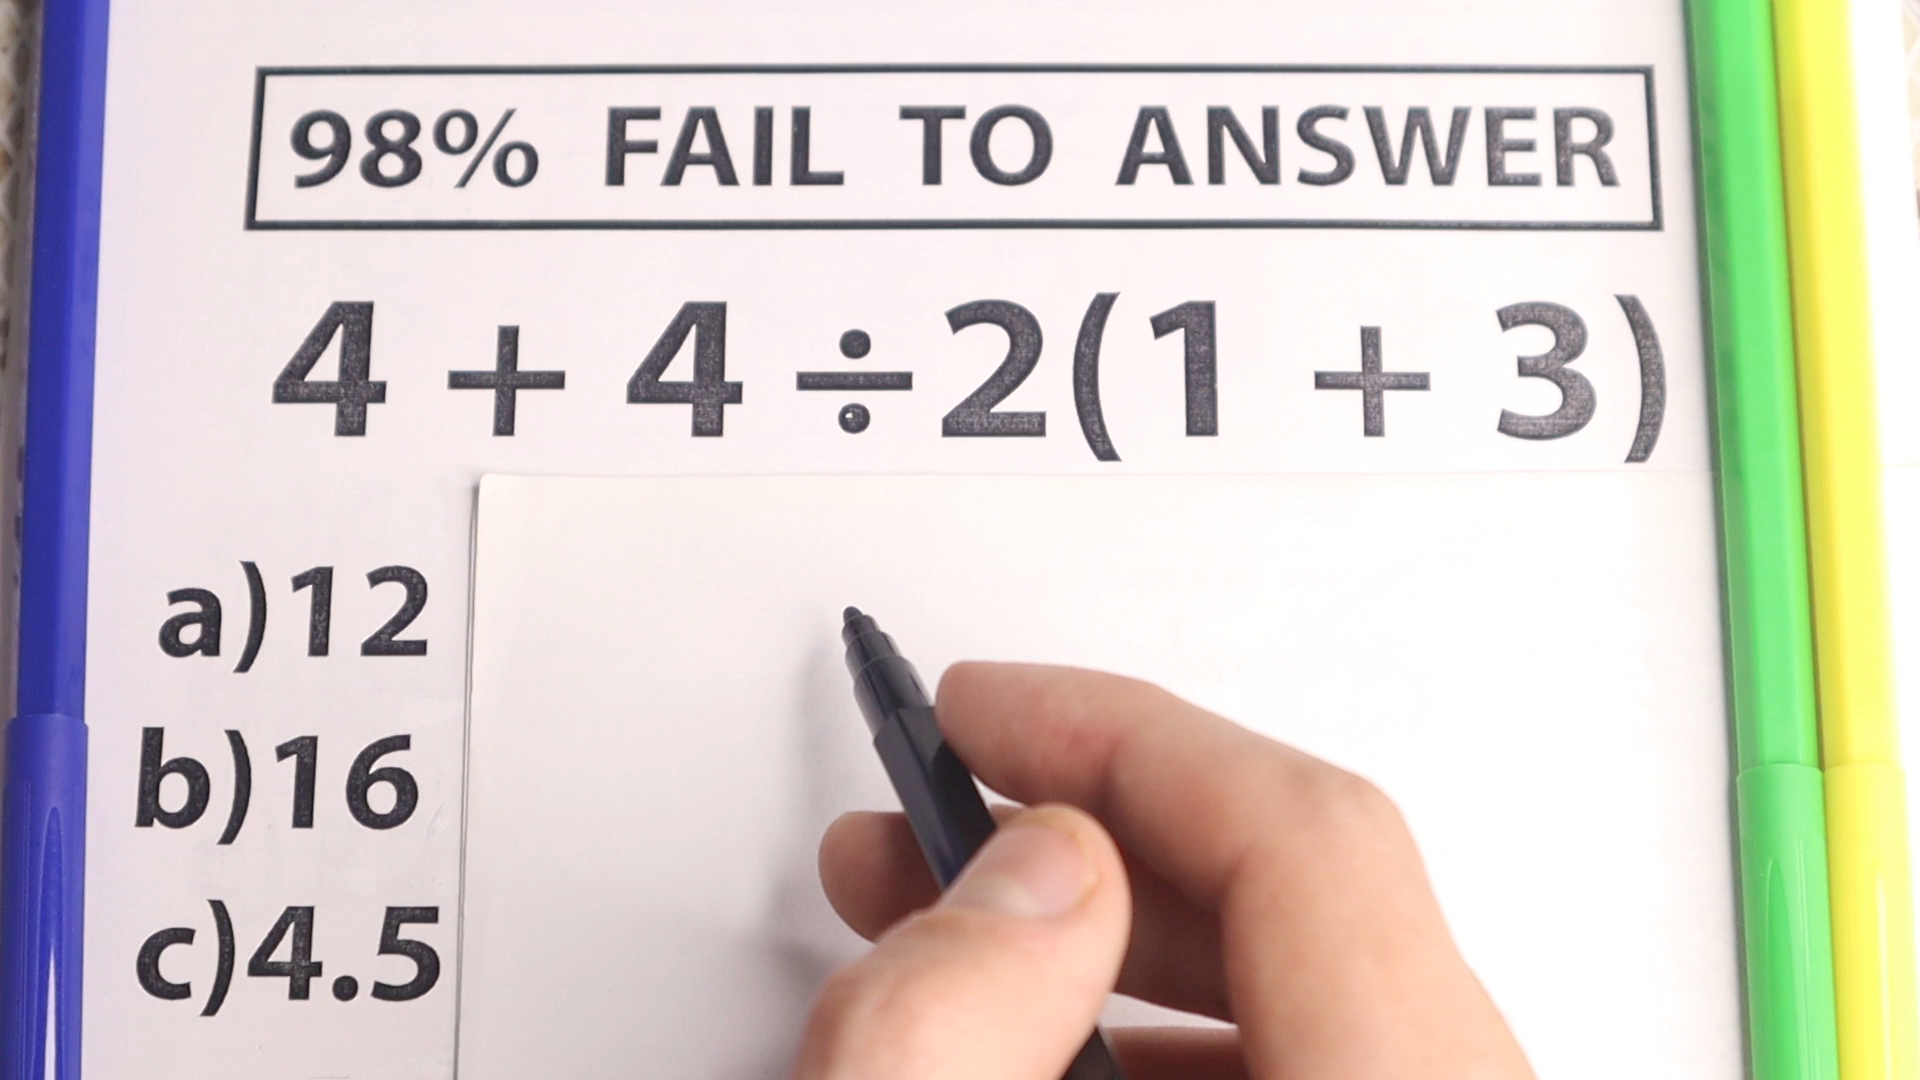 98% FAIL TO ANSWER
4 + 4 ÷ 2(1 + 3)
a)12
b)16
c)4.5